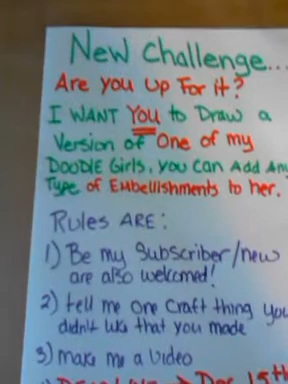 New Challenge...
Are you up For it?
I WANT You to Draw a
Version of One of my
DOODLE Girls, you can Add Any
Type of Embellishments to her.
Rules ARE:
1) Be my Subscriber/new
are also welcomed!
2) tell me one craft thing you
didn't like that you made
3) make me a video